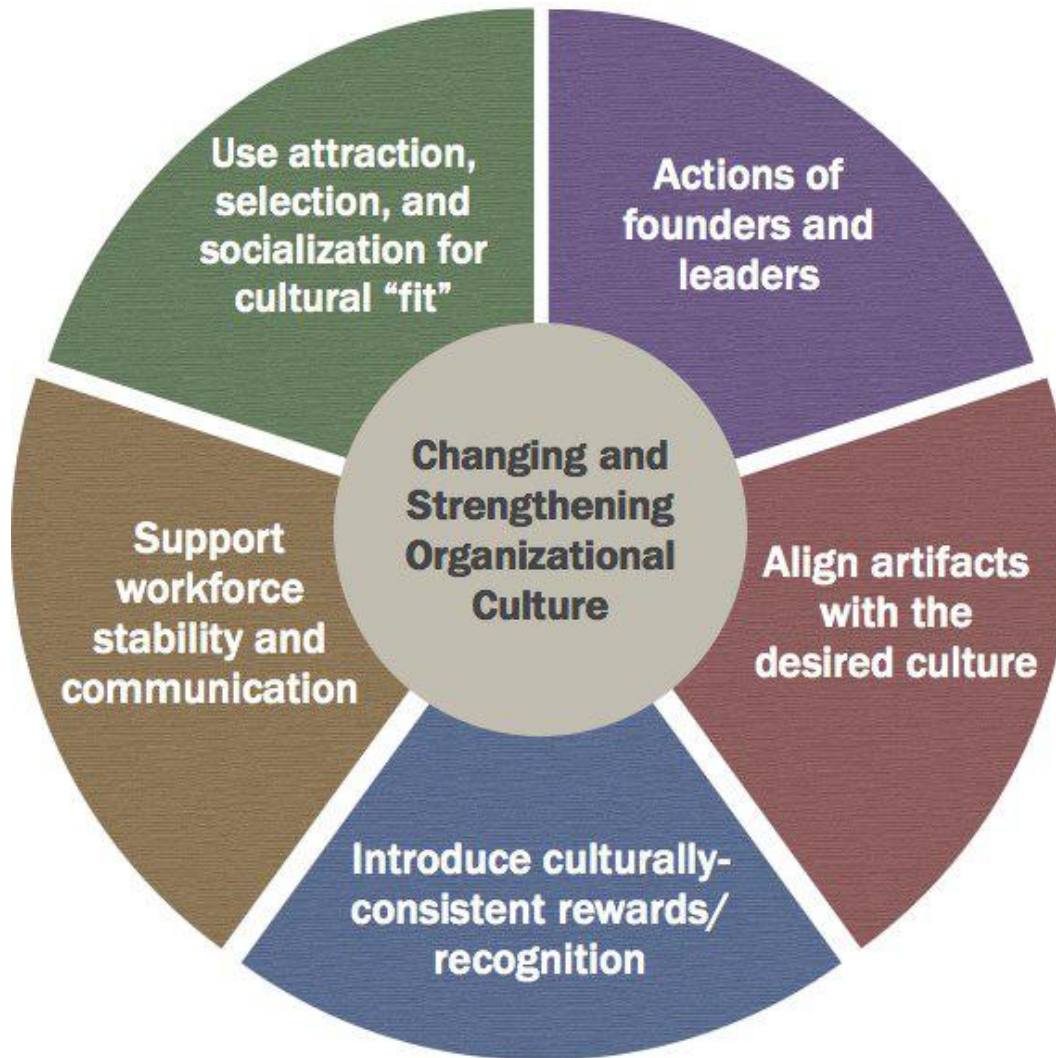 Use attraction,
selection, and
socialization for
cultural “fit”
Actions of
founders and
leaders
Changing and
Strengthening
Organizational
Culture
Support
workforce
stability and
communication
Align artifacts
with the
desired culture
Introduce culturally-
consistent rewards/
recognition